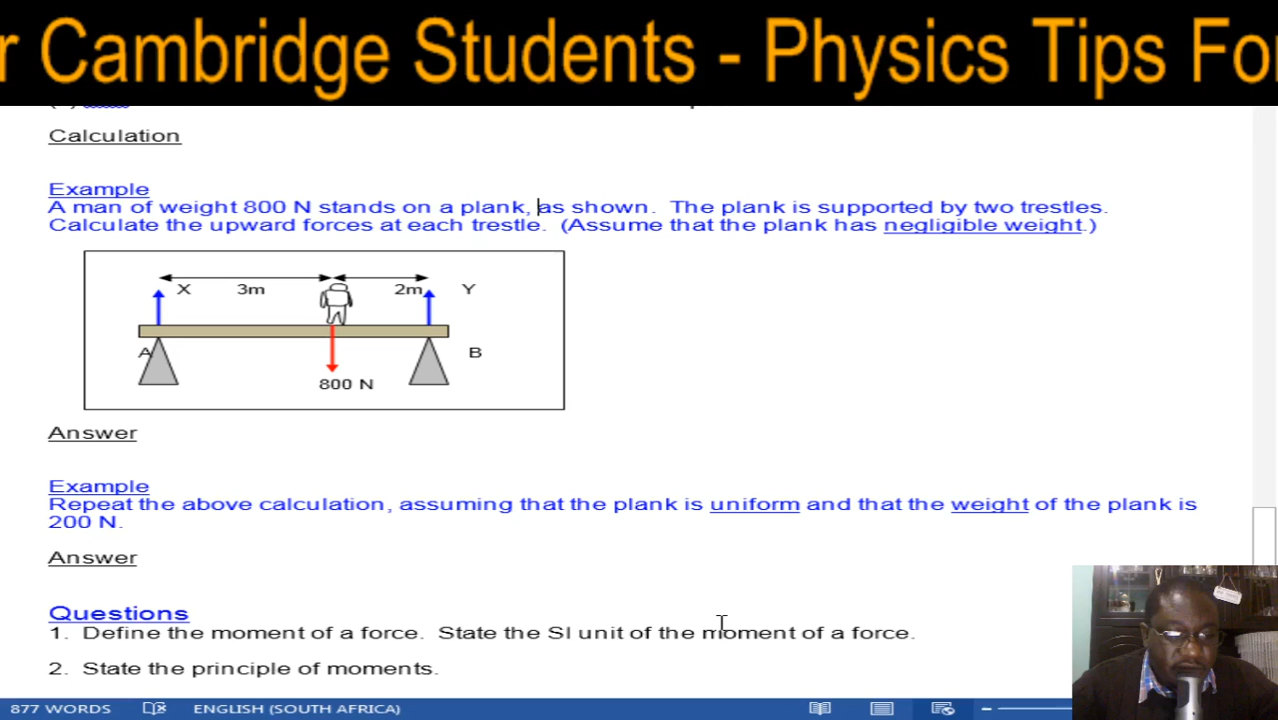 r Cambridge Students - Physics Tips For
Calculation
Example
A man of weight 800 N stands on a plank, as shown. The plank is supported by two trestles.
Calculate the upward forces at each trestle. (Assume that the plank has negligible weight.)
X 3m 2m Y
A B
800 N
Answer
Example
Repeat the above calculation, assuming that the plank is uniform and that the weight of the plank is
200 N.
Answer
Questions
1. Define the moment of a force. State the SI unit of the moment of a force.
2. State the principle of moments.
877 WORDS ENGLISH (SOUTH AFRICA)